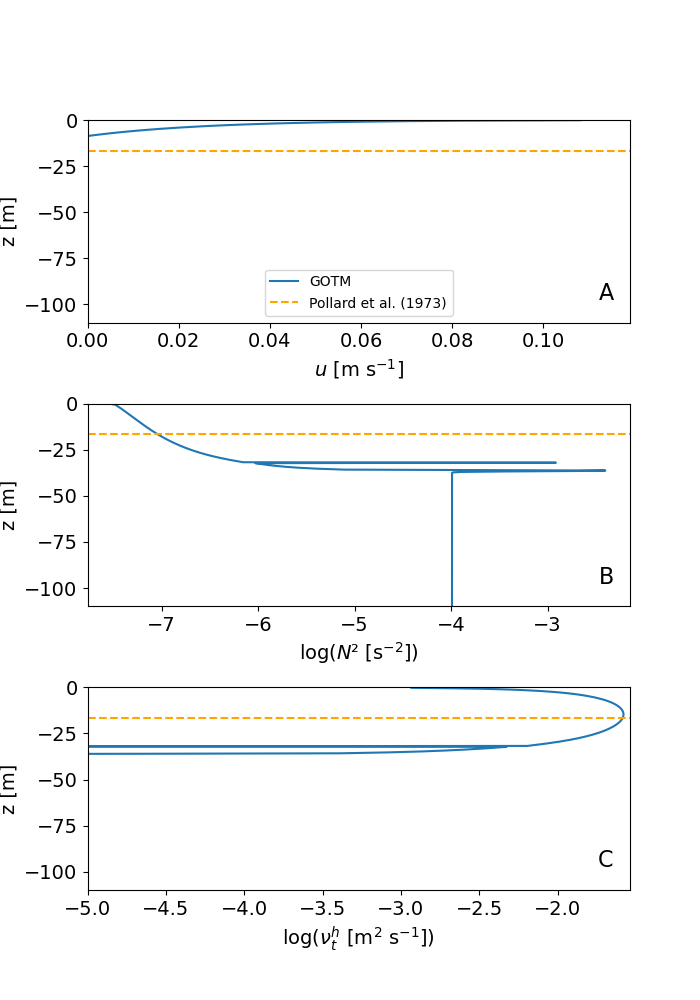 0
−25
−50
−75
−100
z [m]
GOTM
Pollard et al. (1973)
A
0.00 0.02 0.04 0.06 0.08 0.10
u [m s⁻¹]
0
−25
−50
−75
−100
z [m]
B
−7 −6 −5 −4 −3
log(N² [s⁻²])
0
−25
−50
−75
−100
z [m]
C
−5.0 −4.5 −4.0 −3.5 −3.0 −2.5 −2.0
log(νₜʰ [m² s⁻¹])